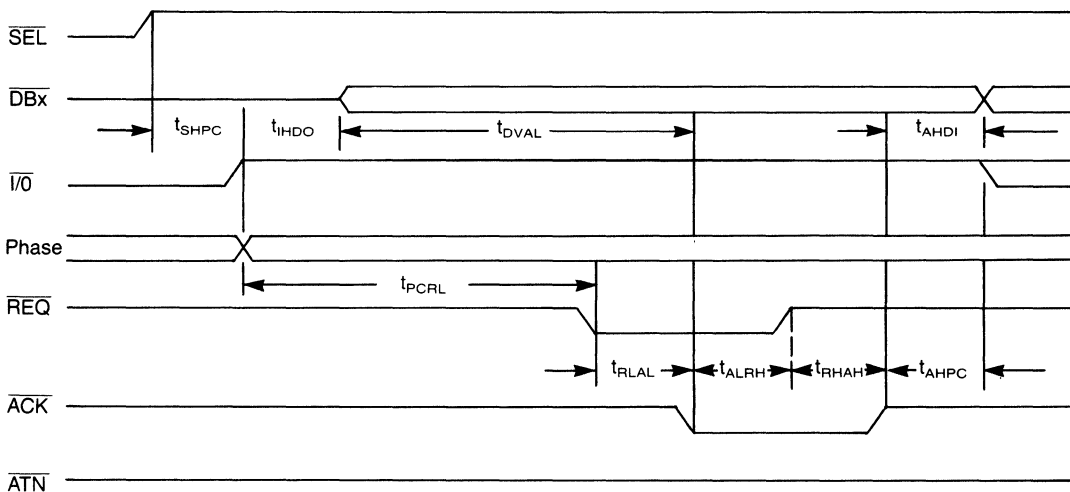 SEL
DBx
tSHPC tIHDO tDVAL tAHDI
I/0
Phase
tPCRL
REQ
tRLAL tALRH tRHAH tAHPC
ACK
ATN